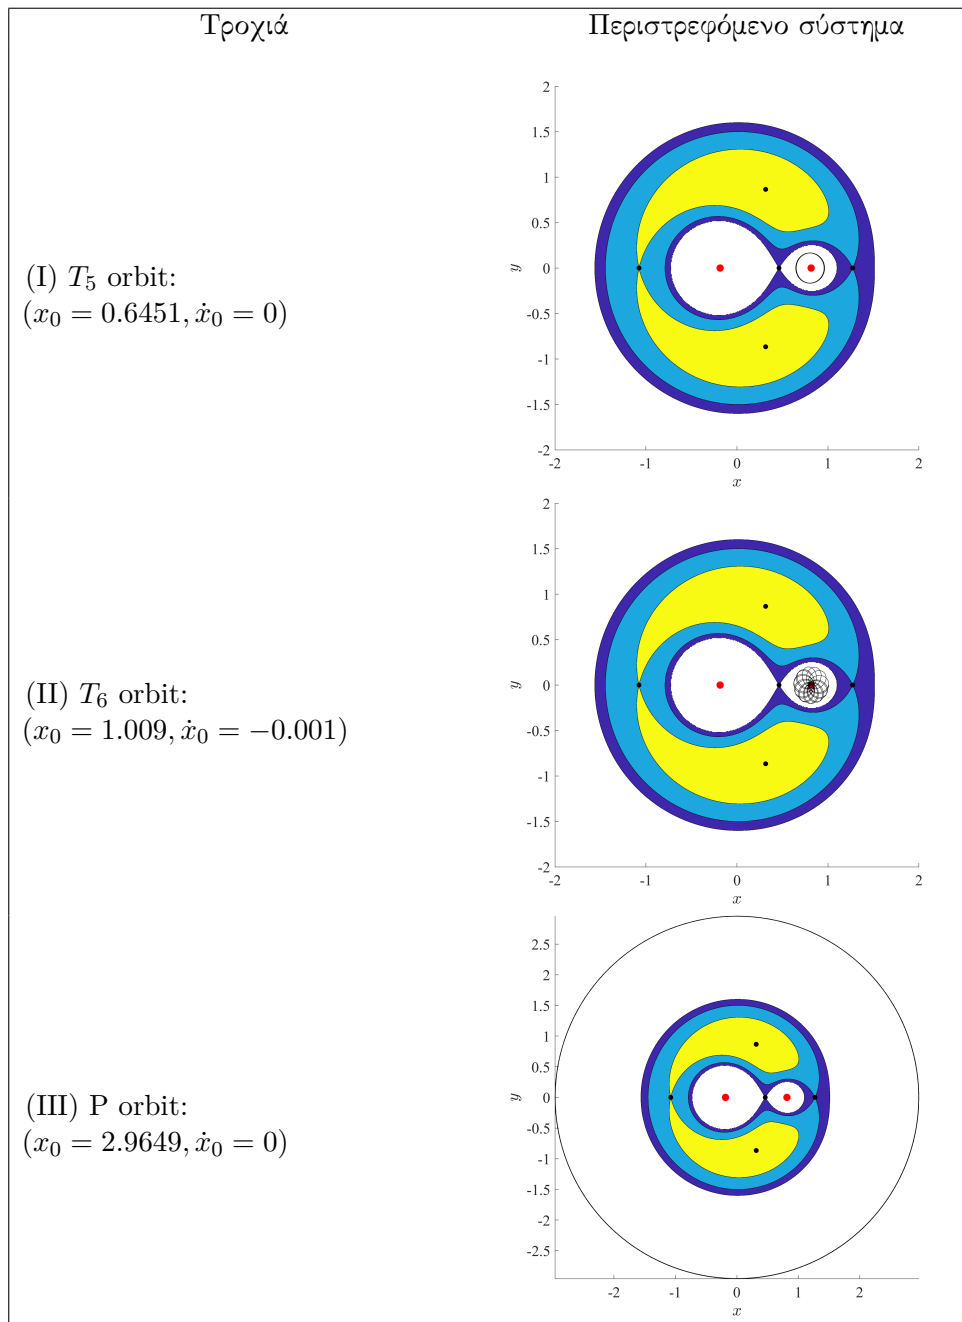 Τροχιά Περιστρεφόμενο σύστημα
2
1.5
1
0.5
0
-0.5
-1
-1.5
-2
y
-2 -1 0 1 2
x
(I) T₅ orbit:
(x₀ = 0.6451, ẋ₀ = 0)
2
1.5
1
0.5
0
-0.5
-1
-1.5
-2
y
-2 -1 0 1 2
x
(II) T₆ orbit:
(x₀ = 1.009, ẋ₀ = −0.001)
2.5
2
1.5
1
0.5
0
-0.5
-1
-1.5
-2
-2.5
y
-2 -1 0 1 2
x
(III) P orbit:
(x₀ = 2.9649, ẋ₀ = 0)